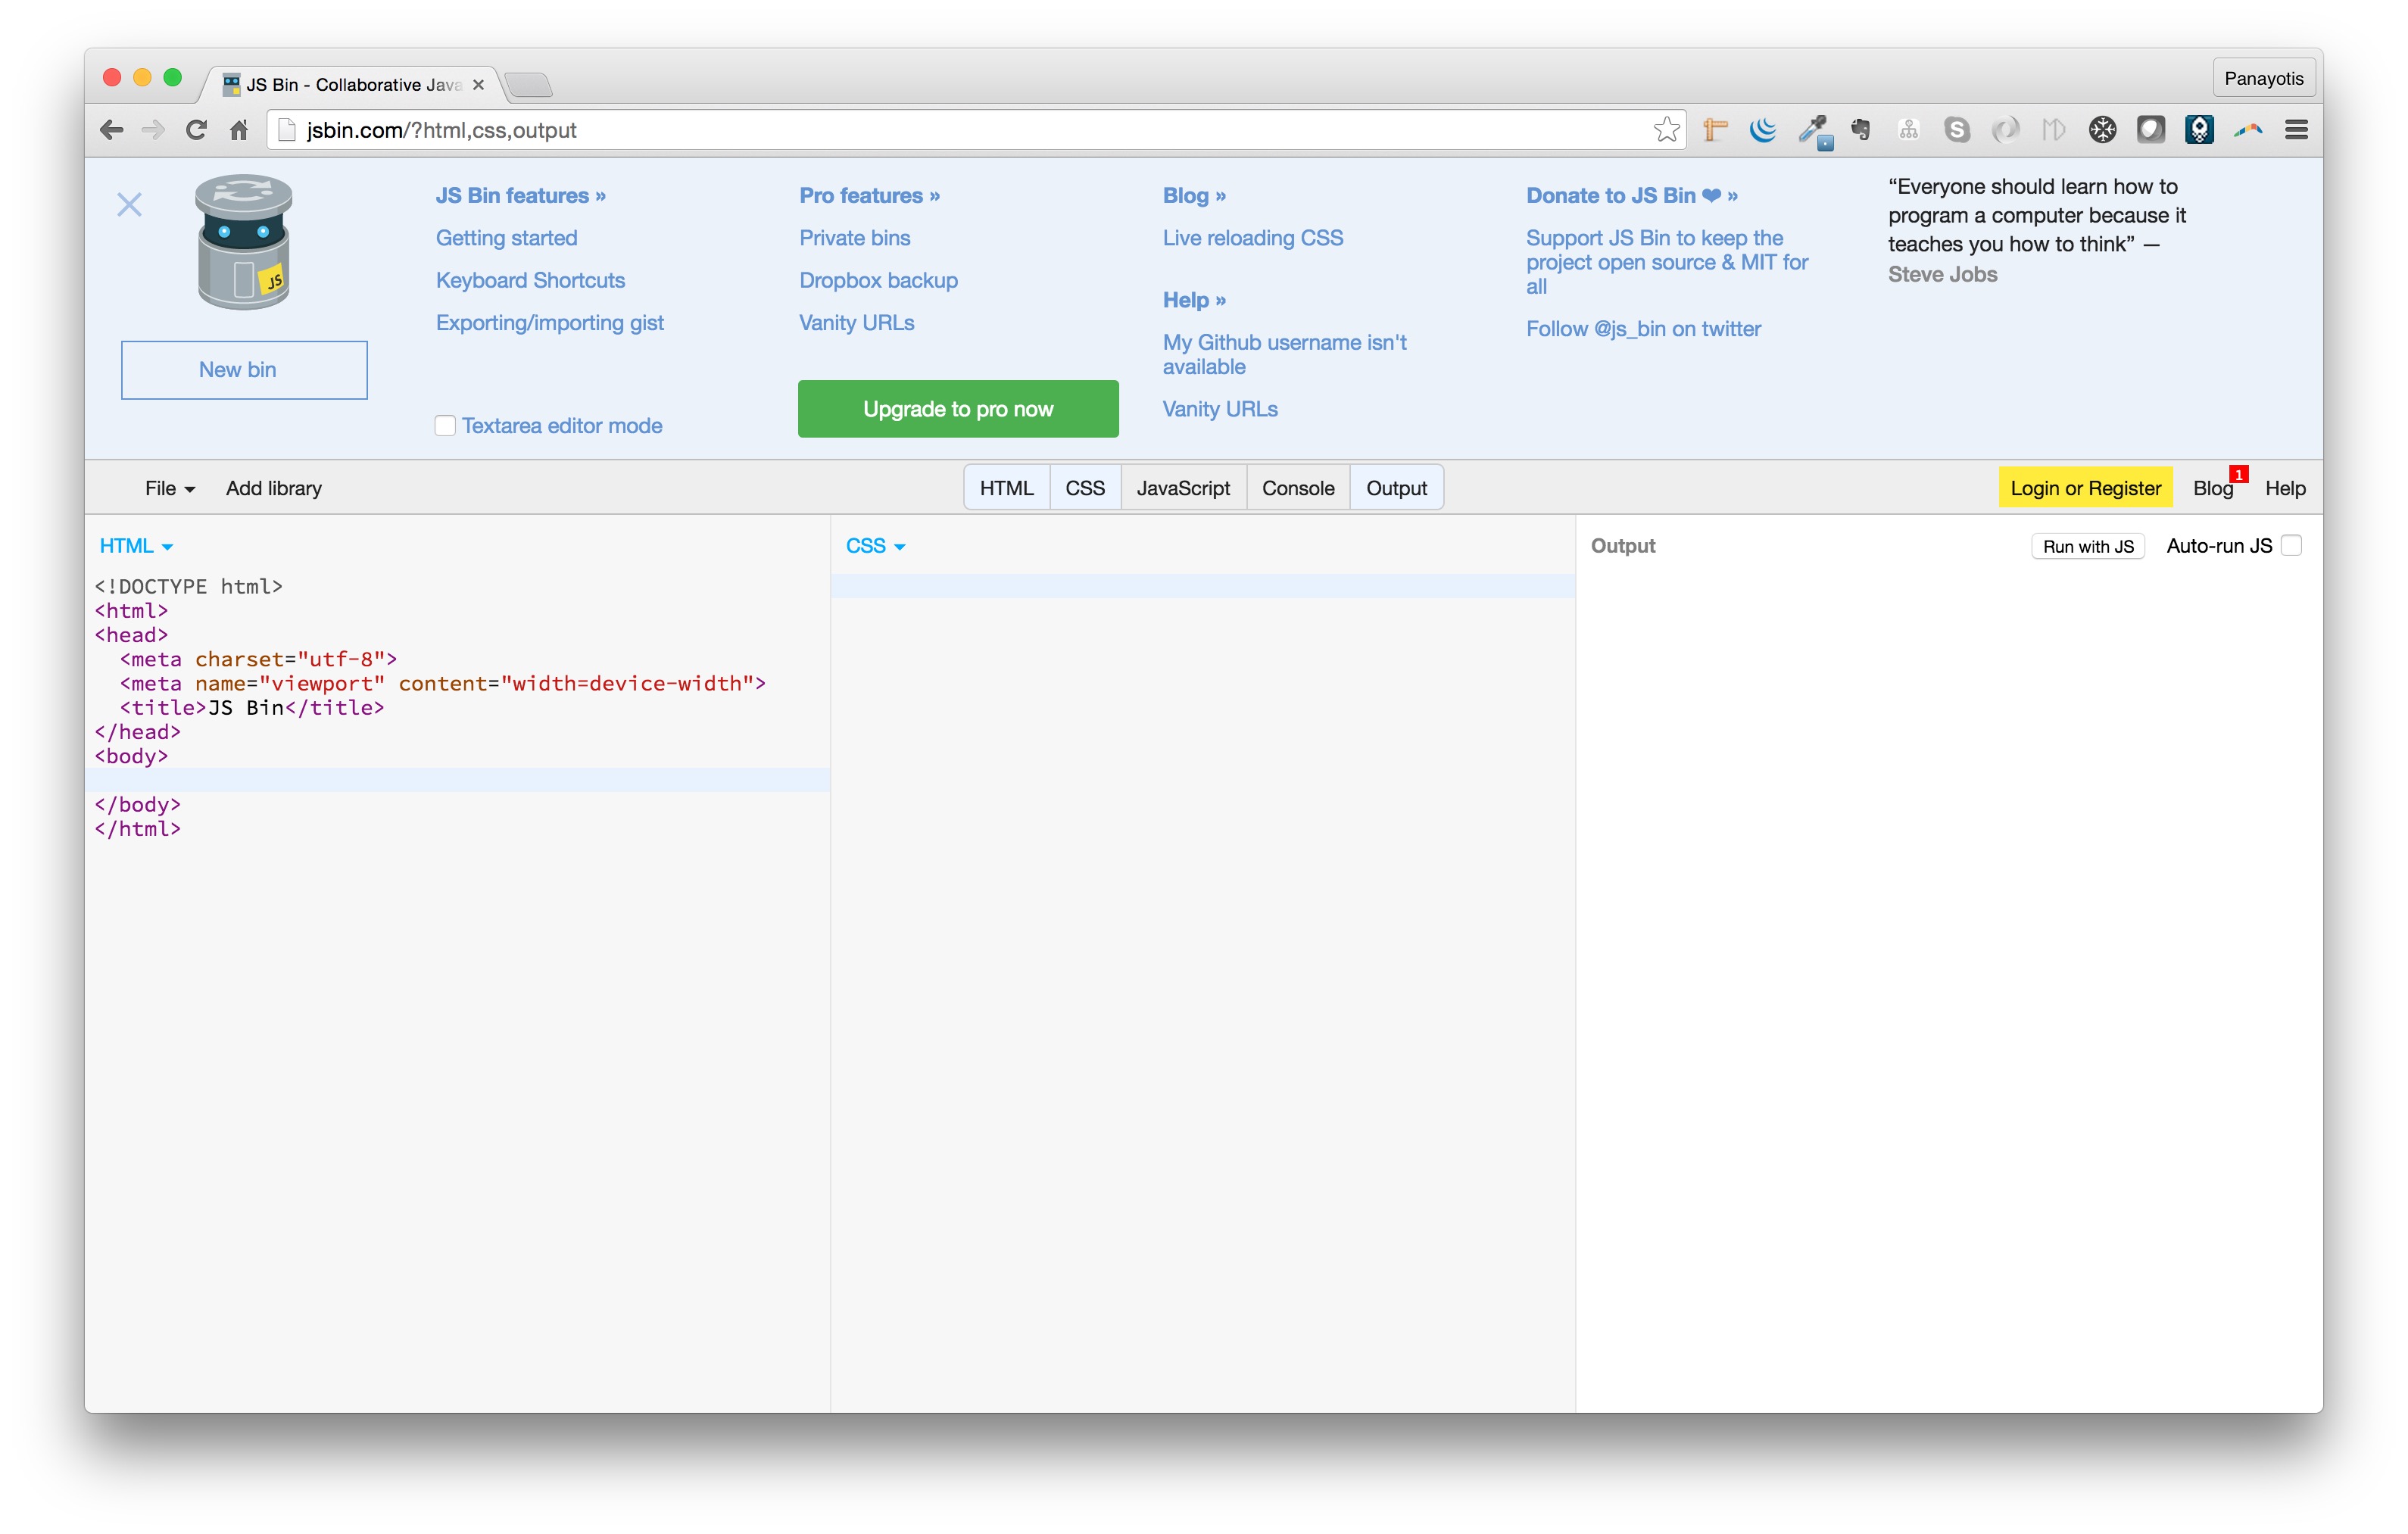 JS Bin - Collaborative Java
Panayotis
jsbin.com/?html,css,output
JS
New bin
JS Bin features »
Getting started
Keyboard Shortcuts
Exporting/importing gist
Textarea editor mode
Pro features »
Private bins
Dropbox backup
Vanity URLs
Upgrade to pro now
Blog »
Live reloading CSS
Help »
My Github username isn't
available
Vanity URLs
Donate to JS Bin ❤ »
Support JS Bin to keep the
project open source & MIT for
all
Follow @js_bin on twitter
“Everyone should learn how to
program a computer because it
teaches you how to think” —
Steve Jobs
File Add library HTML CSS JavaScript Console Output Login or Register Blog 1 Help
HTML
<!DOCTYPE html>
<html>
<head>
  <meta charset="utf-8">
  <meta name="viewport" content="width=device-width">
  <title>JS Bin</title>
</head>
<body>

</body>
</html>
CSS
Output Run with JS Auto-run JS